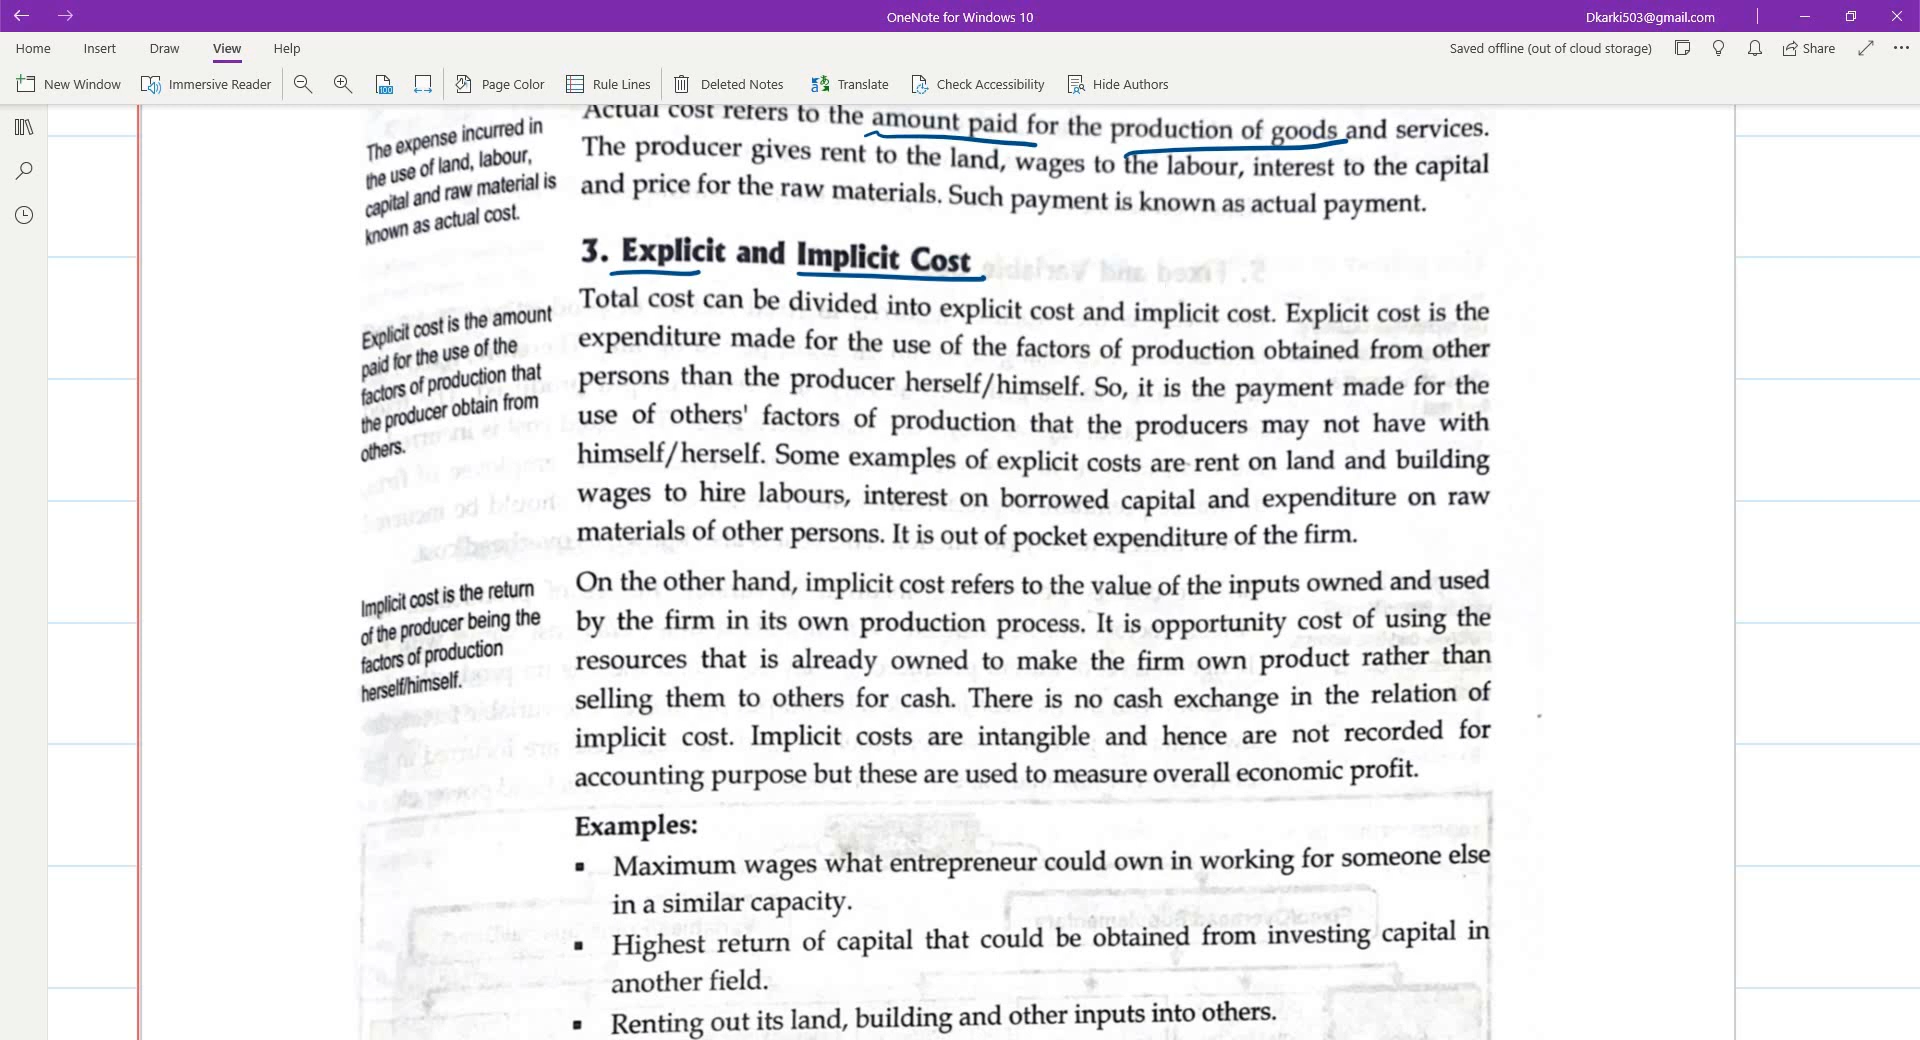 OneNote for Windows 10
Dkarki503@gmail.com
Home Insert Draw View Help
Saved offline (out of cloud storage)
Share
New Window Immersive Reader Page Color Rule Lines Deleted Notes Translate Check Accessibility Hide Authors
Actual cost refers to the amount paid for the production of goods and services.
The producer gives rent to the land, wages to the labour, interest to the capital
and price for the raw materials. Such payment is known as actual payment.
The expense incurred in
the use of land, labour,
capital and raw material is
known as actual cost.
3. Explicit and Implicit Cost
Total cost can be divided into explicit cost and implicit cost. Explicit cost is the
expenditure made for the use of the factors of production obtained from other
persons than the producer herself/himself. So, it is the payment made for the
use of others' factors of production that the producers may not have with
himself/herself. Some examples of explicit costs are rent on land and building
wages to hire labours, interest on borrowed capital and expenditure on raw
materials of other persons. It is out of pocket expenditure of the firm.
Explicit cost is the amount
paid for the use of the
factors of production that
the producer obtain from
others.
On the other hand, implicit cost refers to the value of the inputs owned and used
by the firm in its own production process. It is opportunity cost of using the
resources that is already owned to make the firm own product rather than
selling them to others for cash. There is no cash exchange in the relation of
implicit cost. Implicit costs are intangible and hence are not recorded for
accounting purpose but these are used to measure overall economic profit.
Implicit cost is the return
of the producer being the
factors of production
herself/himself.
Examples:
▪ Maximum wages what entrepreneur could own in working for someone else
in a similar capacity.
▪ Highest return of capital that could be obtained from investing capital in
another field.
▪ Renting out its land, building and other inputs into others.